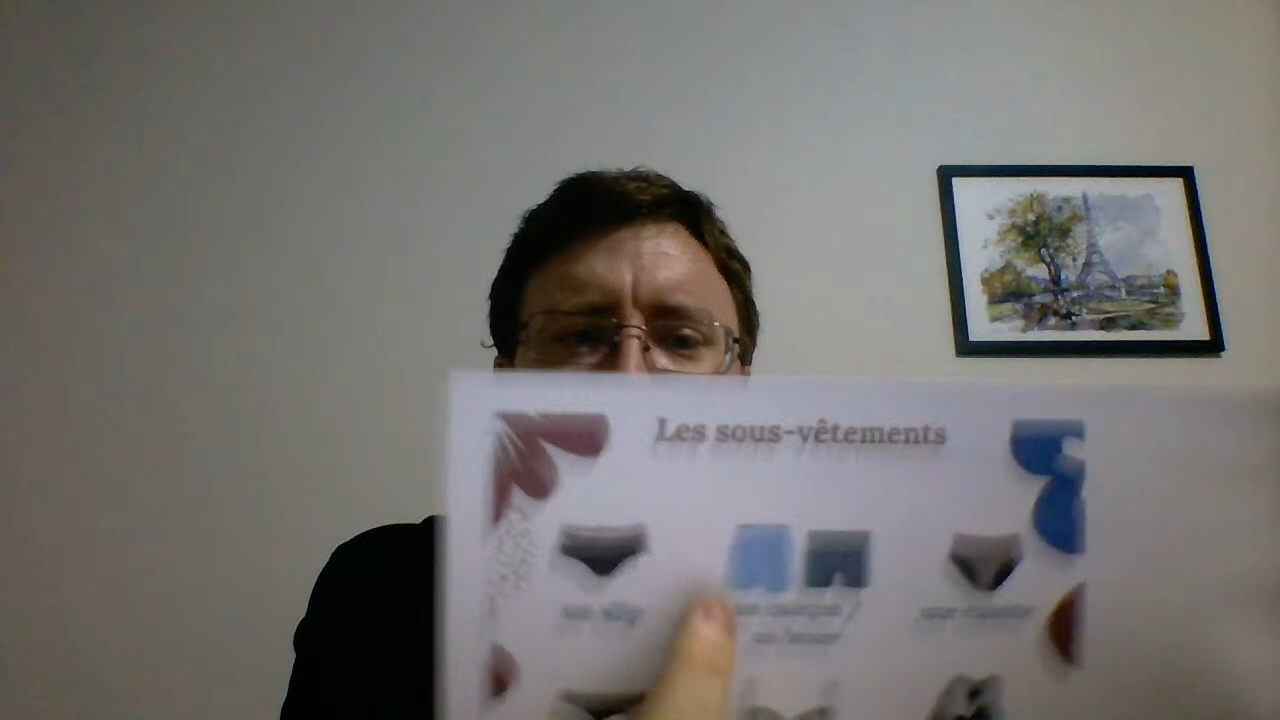 Les sous-vêtements
un slip
un caleçon /
un boxer
une culotte